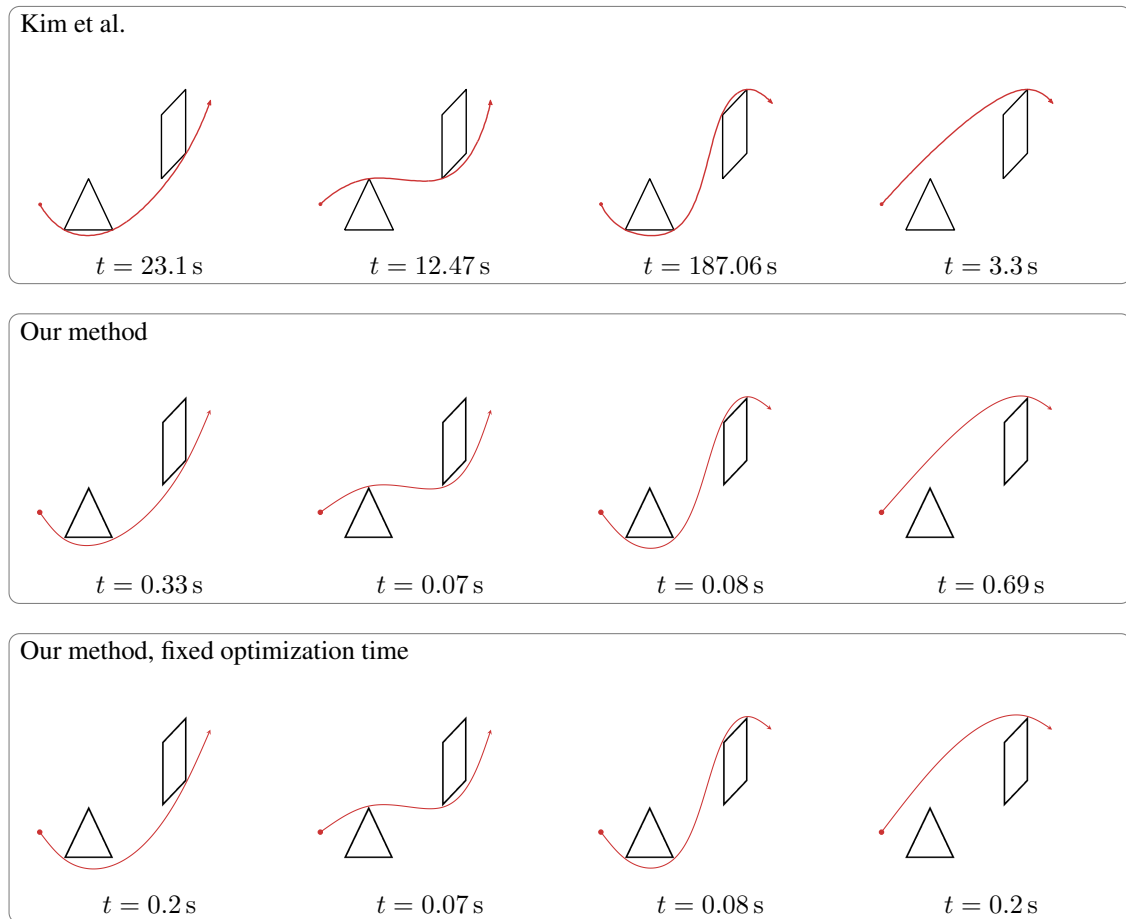 Kim et al.
t = 23.1 s
t = 12.47 s
t = 187.06 s
t = 3.3 s
Our method
t = 0.33 s
t = 0.07 s
t = 0.08 s
t = 0.69 s
Our method, fixed optimization time
t = 0.2 s
t = 0.07 s
t = 0.08 s
t = 0.2 s